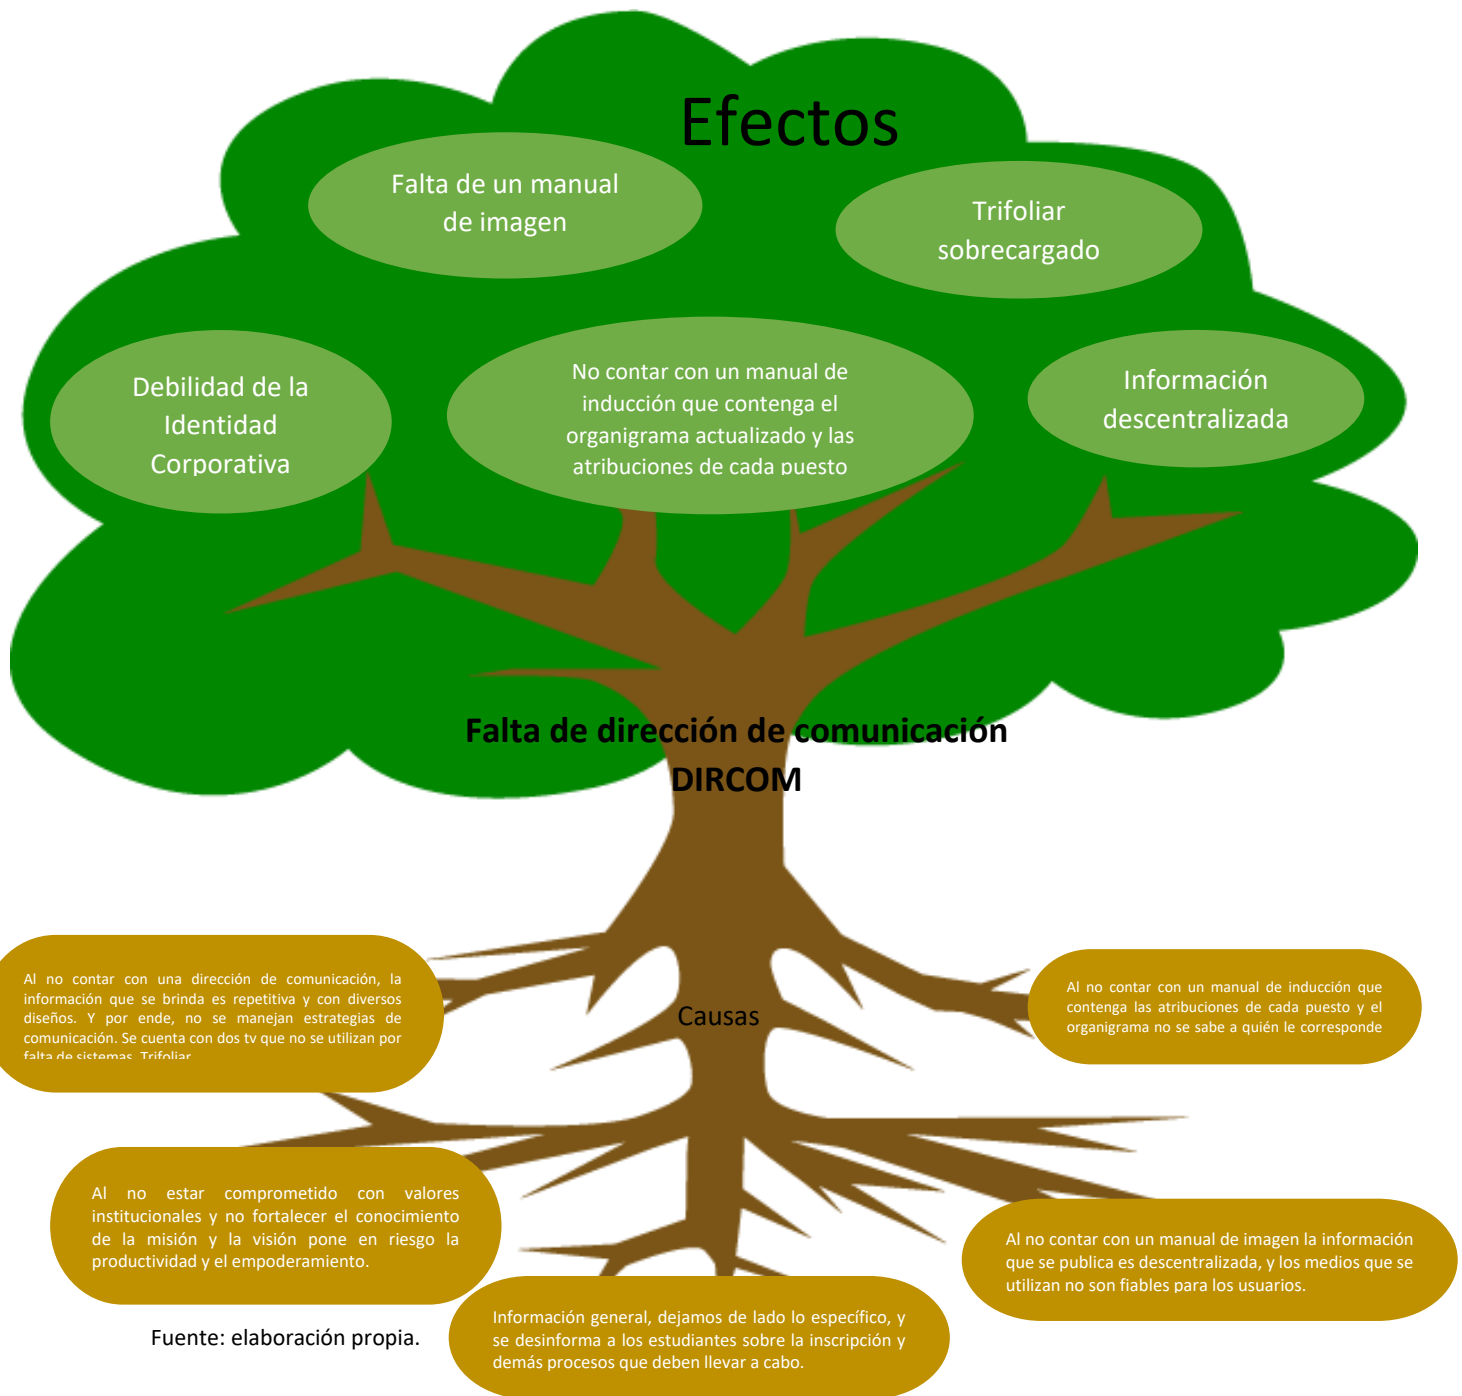 Efectos
Falta de un manual
de imagen
Trifoliar
sobrecargado
Debilidad de la
Identidad
Corporativa
No contar con un manual de
inducción que contenga el
organigrama actualizado y las
atribuciones de cada puesto
Información
descentralizada
Falta de dirección de comunicación
DIRCOM
Causas
Al no contar con una dirección de comunicación, la
información que se brinda es repetitiva y con diversos
diseños. Y por ende, no se manejan estrategias de
comunicación. Se cuenta con dos tv que no se utilizan por
falta de sistemas. Trifoliar
Al no contar con un manual de inducción que
contenga las atribuciones de cada puesto y el
organigrama no se sabe a quién le corresponde
Al no estar comprometido con valores
institucionales y no fortalecer el conocimiento
de la misión y la visión pone en riesgo la
productividad y el empoderamiento.
Al no contar con un manual de imagen la información
que se publica es descentralizada, y los medios que se
utilizan no son fiables para los usuarios.
Información general, dejamos de lado lo específico, y
se desinforma a los estudiantes sobre la inscripción y
demás procesos que deben llevar a cabo.
Fuente: elaboración propia.